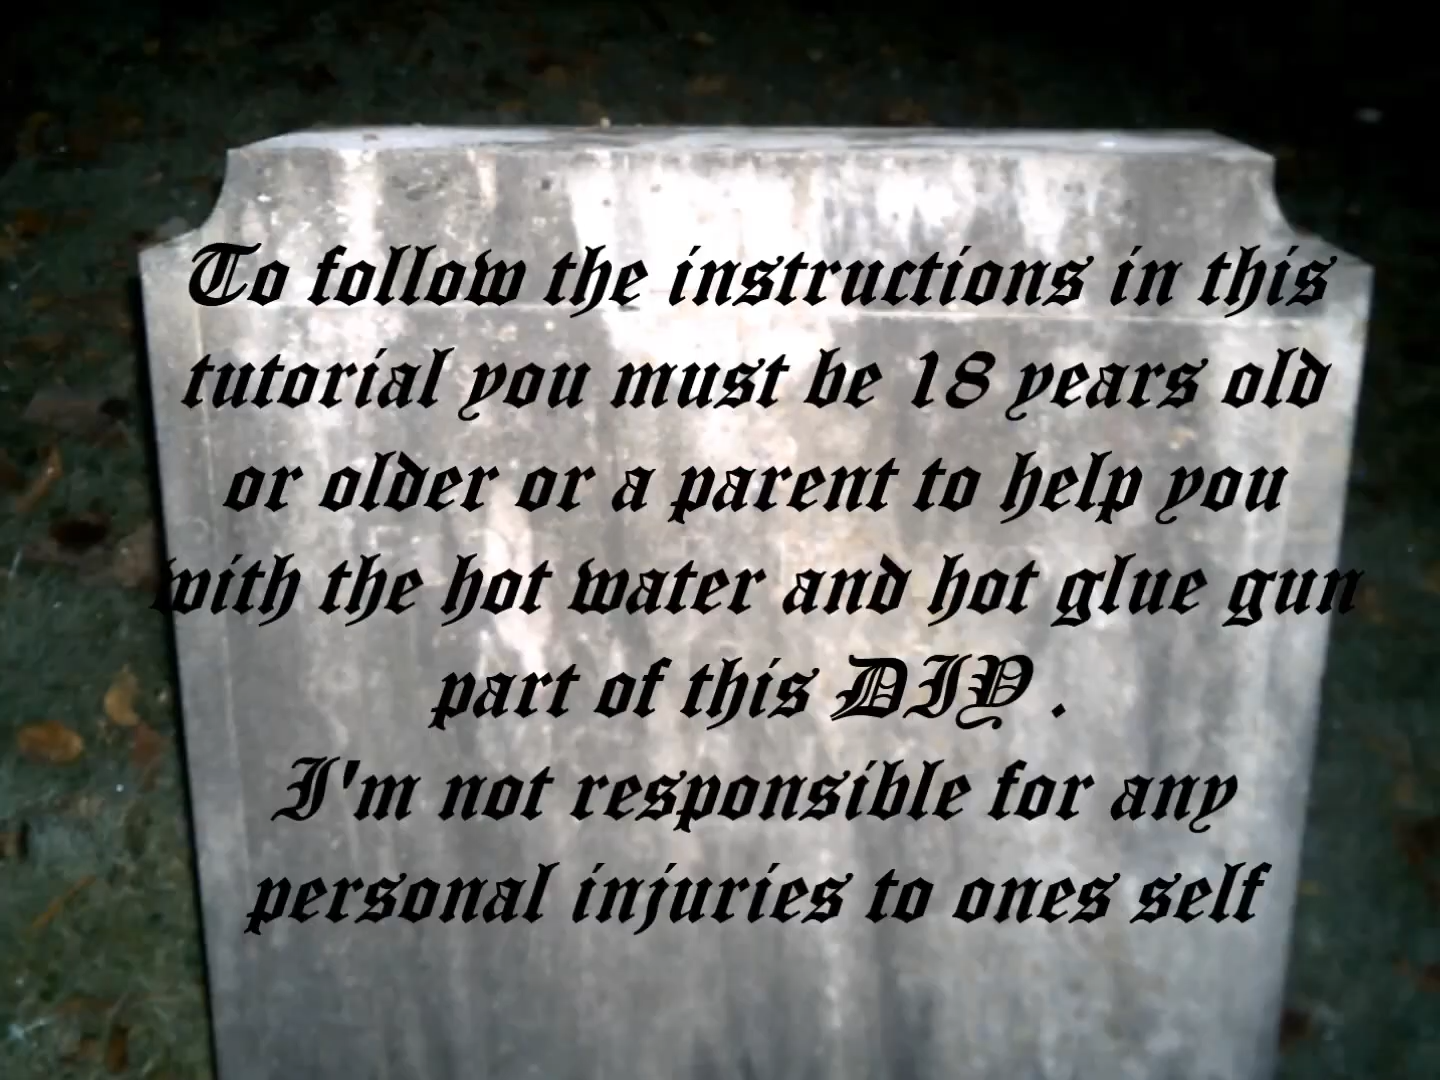 To follow the instructions in this
tutorial you must be 18 years old
or older or a parent to help you
with the hot water and hot glue gun
part of this DIY .
I'm not responsible for any
personal injuries to ones self